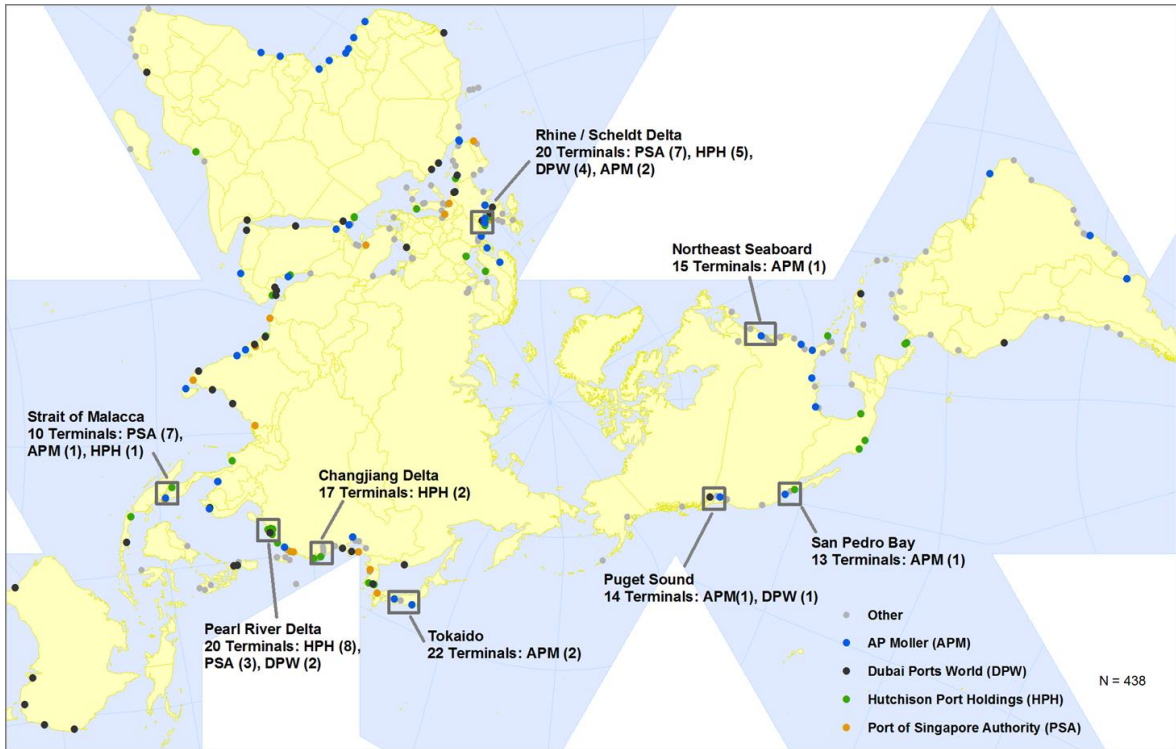 Rhine / Scheldt Delta
20 Terminals: PSA (7), HPH (5),
DPW (4), APM (2)
Northeast Seaboard
15 Terminals: APM (1)
Strait of Malacca
10 Terminals: PSA (7),
APM (1), HPH (1)
Changjiang Delta
17 Terminals: HPH (2)
San Pedro Bay
13 Terminals: APM (1)
Puget Sound
14 Terminals: APM(1), DPW (1)
Pearl River Delta
20 Terminals: HPH (8),
PSA (3), DPW (2)
Tokaido
22 Terminals: APM (2)
Other
AP Moller (APM)
Dubai Ports World (DPW)
Hutchison Port Holdings (HPH)
Port of Singapore Authority (PSA)
N = 438